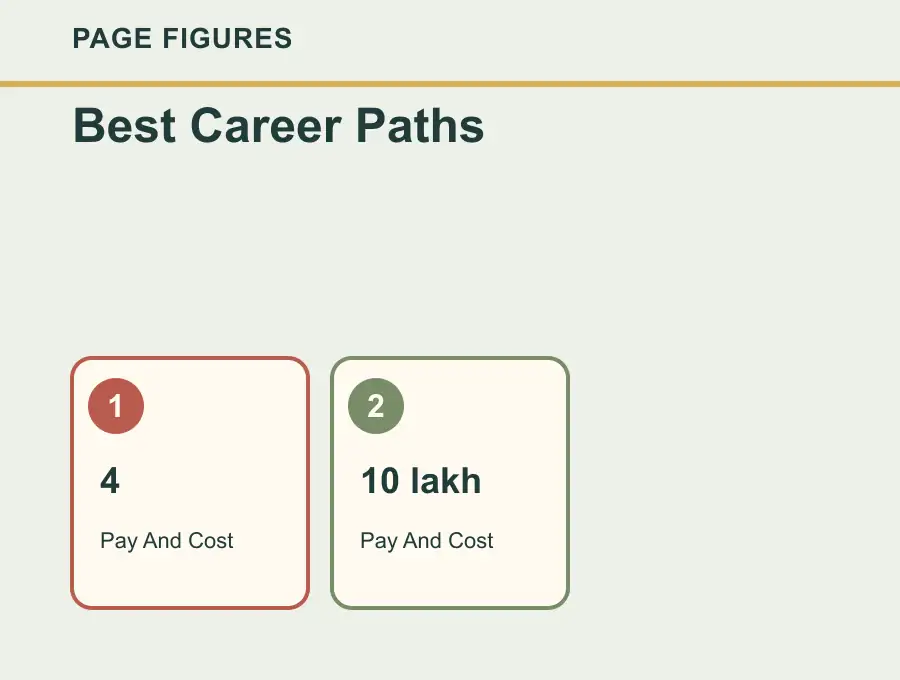 PAGE FIGURES
Best Career Paths
1
4
Pay And Cost
2
10 lakh
Pay And Cost